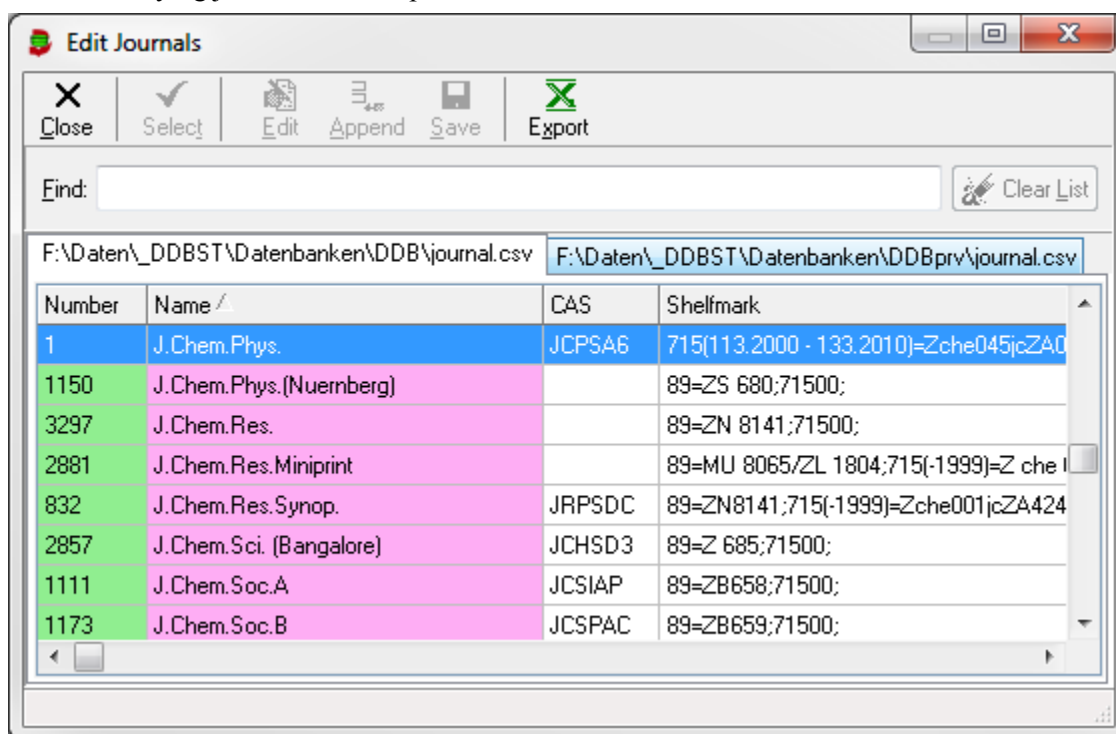 Edit Journals
Close Select Edit Append Save Export
Find: Clear List
F:\Daten\_DDBST\Datenbanken\DDB\journal.csv F:\Daten\_DDBST\Datenbanken\DDBprv\journal.csv
Number Name CAS Shelfmark
1 J.Chem.Phys. JCPSA6 715(113.2000 - 133.2010)=Zche045jcZA0
1150 J.Chem.Phys.(Nuernberg) 89=ZS 680;71500;
3297 J.Chem.Res. 89=ZN 8141;71500;
2881 J.Chem.Res.Miniprint 89=MU 8065/ZL 1804;715(-1999)=Z che
832 J.Chem.Res.Synop. JRPSDC 89=ZN8141;715(-1999)=Zche001jcZA424
2857 J.Chem.Sci. (Bangalore) JCHSD3 89=Z 685;71500;
1111 J.Chem.Soc.A JCSIAP 89=ZB658;71500;
1173 J.Chem.Soc.B JCSPAC 89=ZB659;71500;